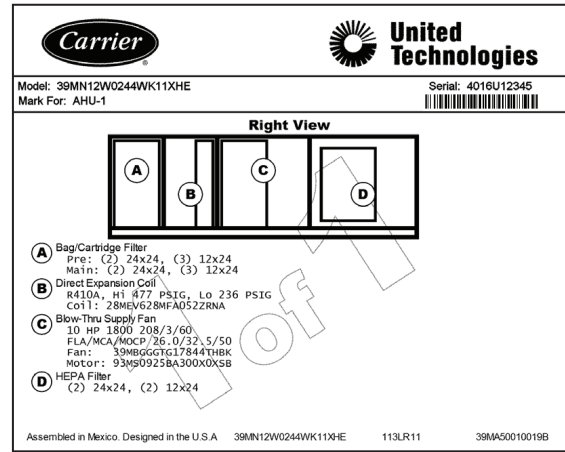 Carrier
United
Technologies
Model: 39MN12W0244WK11XHE
Serial: 4016U12345
Mark For: AHU-1
Right View
A
B
C
D
A Bag/Cartridge Filter
Pre: (2) 24x24, (3) 12x24
Main: (2) 24x24, (3) 12x24
B Direct Expansion Coil
R410A, Hi 477 PSIG, Lo 236 PSIG
Coil: 28MEV628MFA052ZRNA
C Blow-Thru Supply Fan
10 HP 1800 208/3/60
FLA/MCA/MOCP 26.0/32.5/50
Fan: 39MBGGGTG17844THBK
Motor: 93MS0925BA300X0XSB
D HEPA Filter
(2) 24x24, (2) 12x24
1 of 1
Assembled in Mexico. Designed in the U.S.A 39MN12W0244WK11XHE 113LR11 39MA50010019B